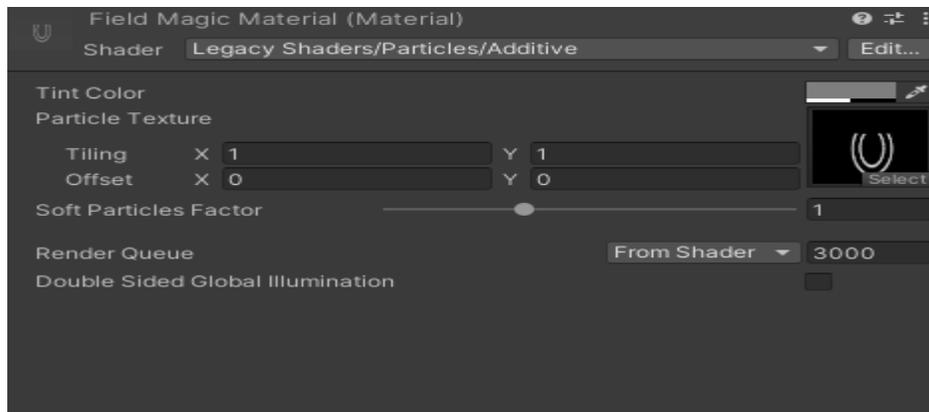 Field Magic Material (Material)
Shader Legacy Shaders/Particles/Additive Edit...
Tint Color
Particle Texture
Tiling X 1 Y 1
Offset X 0 Y 0
Select
Soft Particles Factor 1
Render Queue From Shader 3000
Double Sided Global Illumination